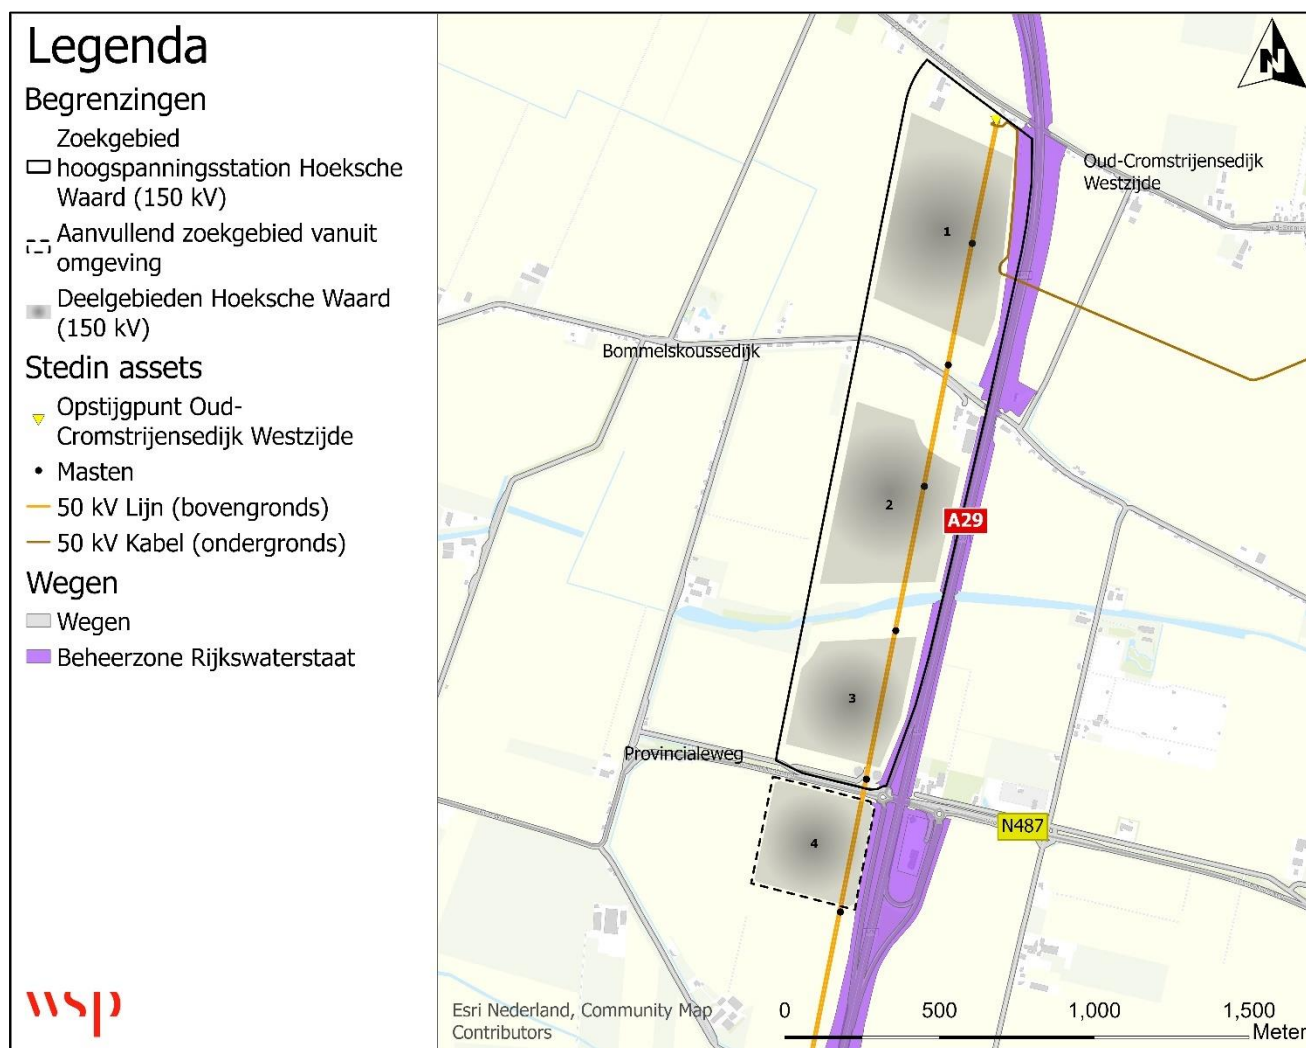 Legenda
Begrenzingen
Zoekgebied
hoogspanningsstation Hoeksche
Waard (150 kV)
Aanvullend zoekgebied vanuit
omgeving
Deelgebieden Hoeksche Waard
(150 kV)
Stedin assets
Opstijgpunt Oud-
Cromstrijensedijk Westzijde
Masten
50 kV Lijn (bovengronds)
50 kV Kabel (ondergronds)
Wegen
Wegen
Beheerzone Rijkswaterstaat
wsp
N
Oud-Cromstrijensedijk
Westzijde
1
Bommelskoussedijk
2
A29
3
Provincialeweg
N487
4
Esri Nederland, Community Map
Contributors
0 500 1,000 1,500
Meter